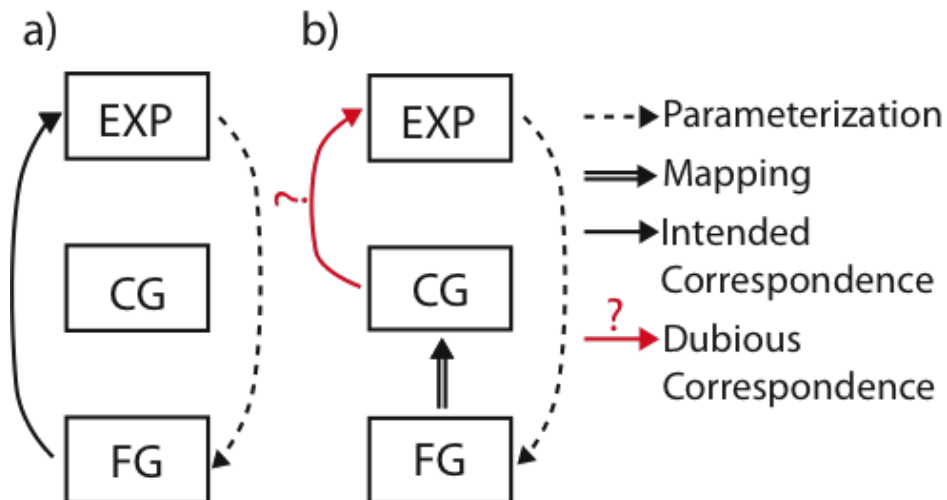 a)
EXP
CG
FG
b)
EXP
?
CG
FG
Parameterization
Mapping
Intended
Correspondence
?
Dubious
Correspondence